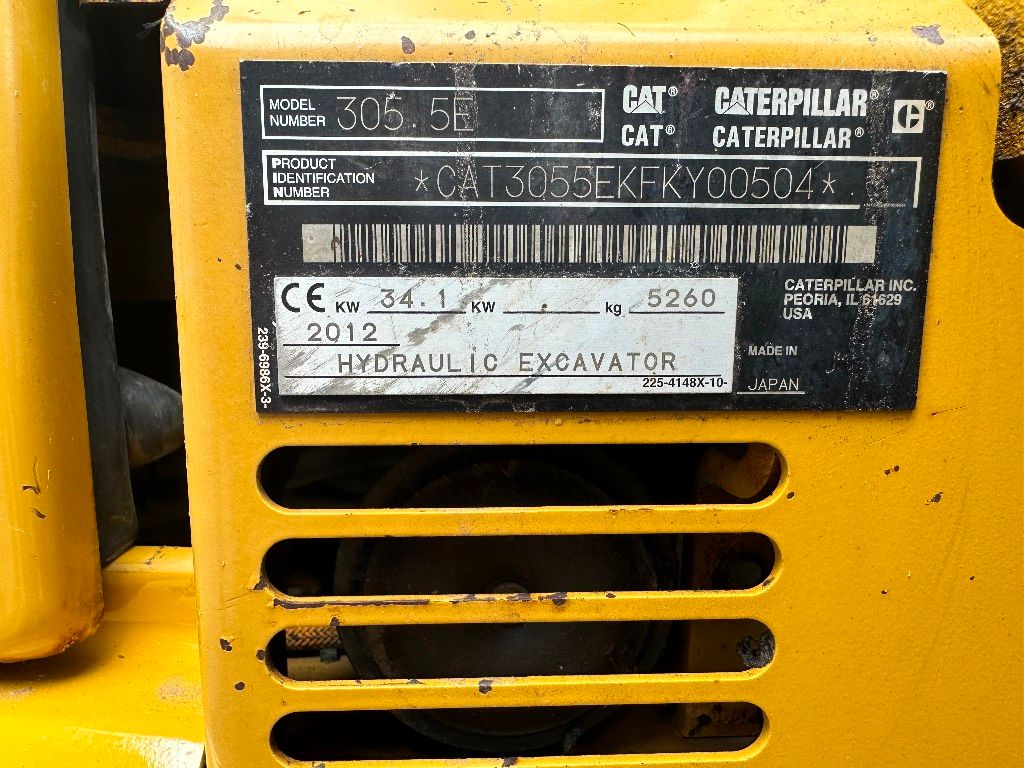 MODEL NUMBER 305.5E
CAT® CATERPILLAR®
CAT® CATERPILLAR® C®
PRODUCT IDENTIFICATION NUMBER *CAT3055EKFKY00504*
CE KW 34.1 KW . kg 5260
2012
HYDRAULIC EXCAVATOR
225-4148X-10-
239-6986X-3-
CATERPILLAR INC.
PEORIA, IL 61629
USA
MADE IN
JAPAN